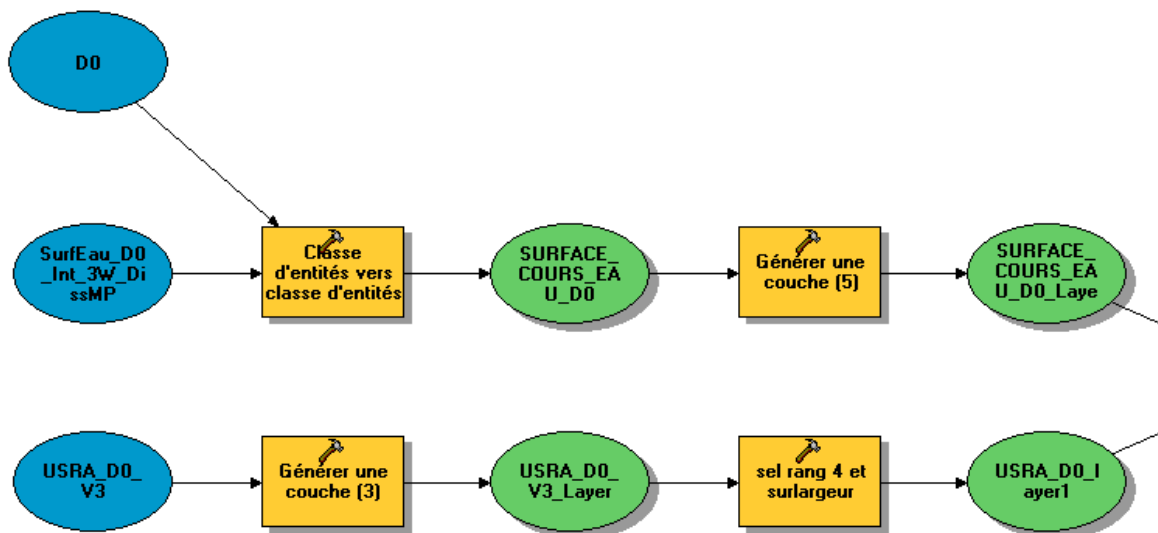 D0
SurfEau_D0
_Int_3W_Di
ssMP
Classe
d'entités vers
classe d'entités
SURFACE_
COURS_EA
U_D0
Générer une
couche (5)
SURFACE_
COURS_EA
U_D0_Laye
USRA_D0_
V3
Générer une
couche (3)
USRA_D0_
V3_Layer
sel rang 4 et
surlargeur
USRA_D0_l
ayer1